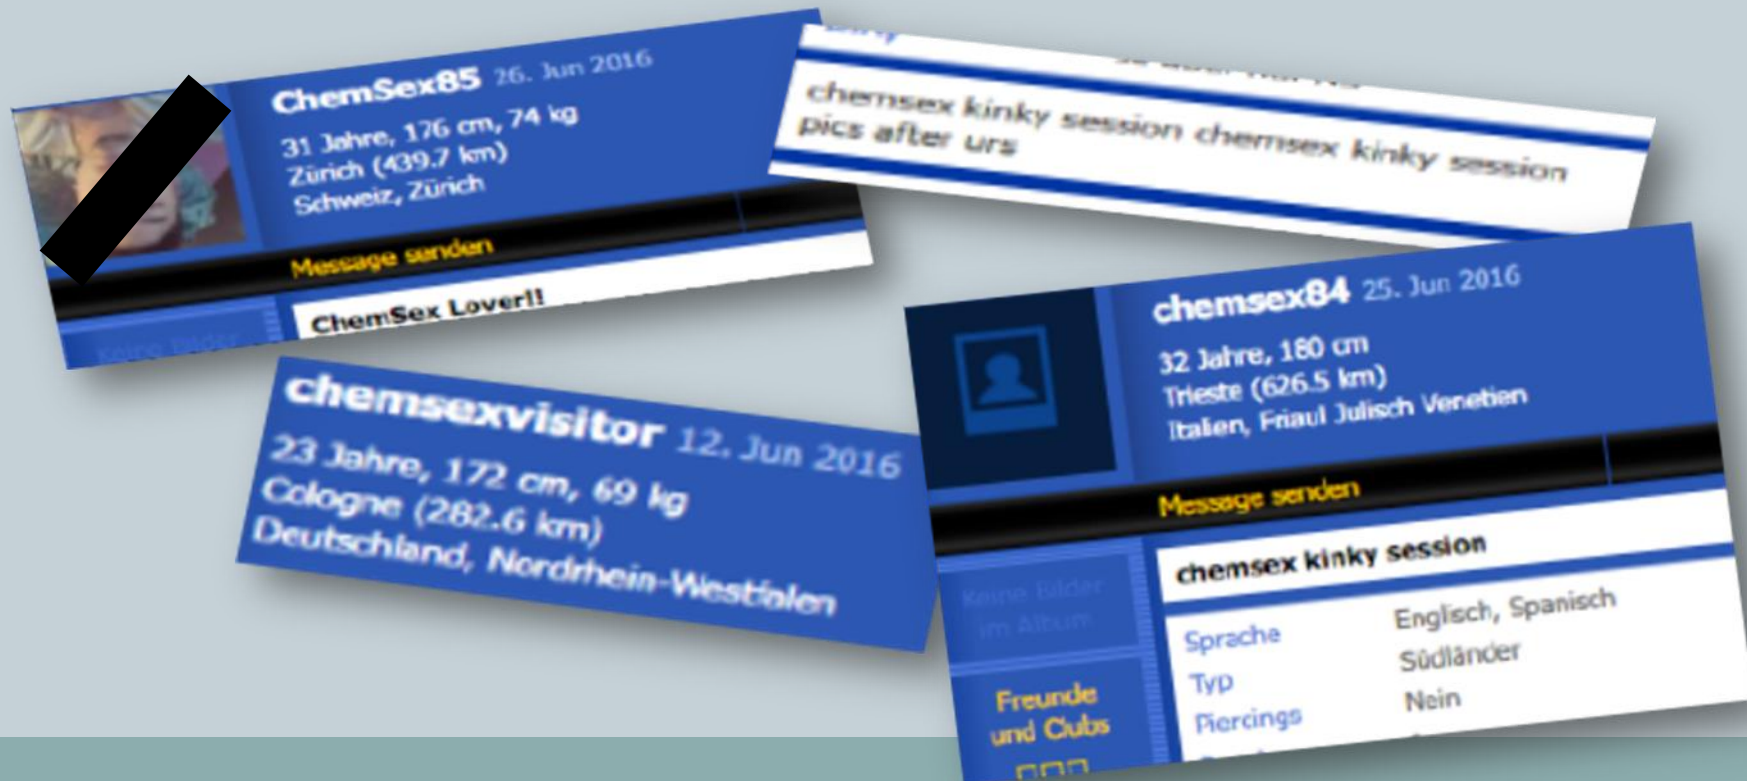 ChemSex85 26. Jun 2016
31 Jahre, 176 cm, 74 kg
Zürich (439.7 km)
Schweiz, Zürich
Message senden
ChemSex Lover!!
Keine Bilder
chemsex kinky session chemsex kinky session
pics after urs
chemsexvisitor 12. Jun 2016
23 Jahre, 172 cm, 69 kg
Cologne (282.6 km)
Deutschland, Nordrhein-Westfalen
chemsex84 25. Jun 2016
32 Jahre, 180 cm
Trieste (626.5 km)
Italien, Friaul Julisch Venetien
Message senden
chemsex kinky session
Keine Bilder
im Album
Sprache Englisch, Spanisch
Typ Südländer
Piercings Nein
Freunde
und Clubs